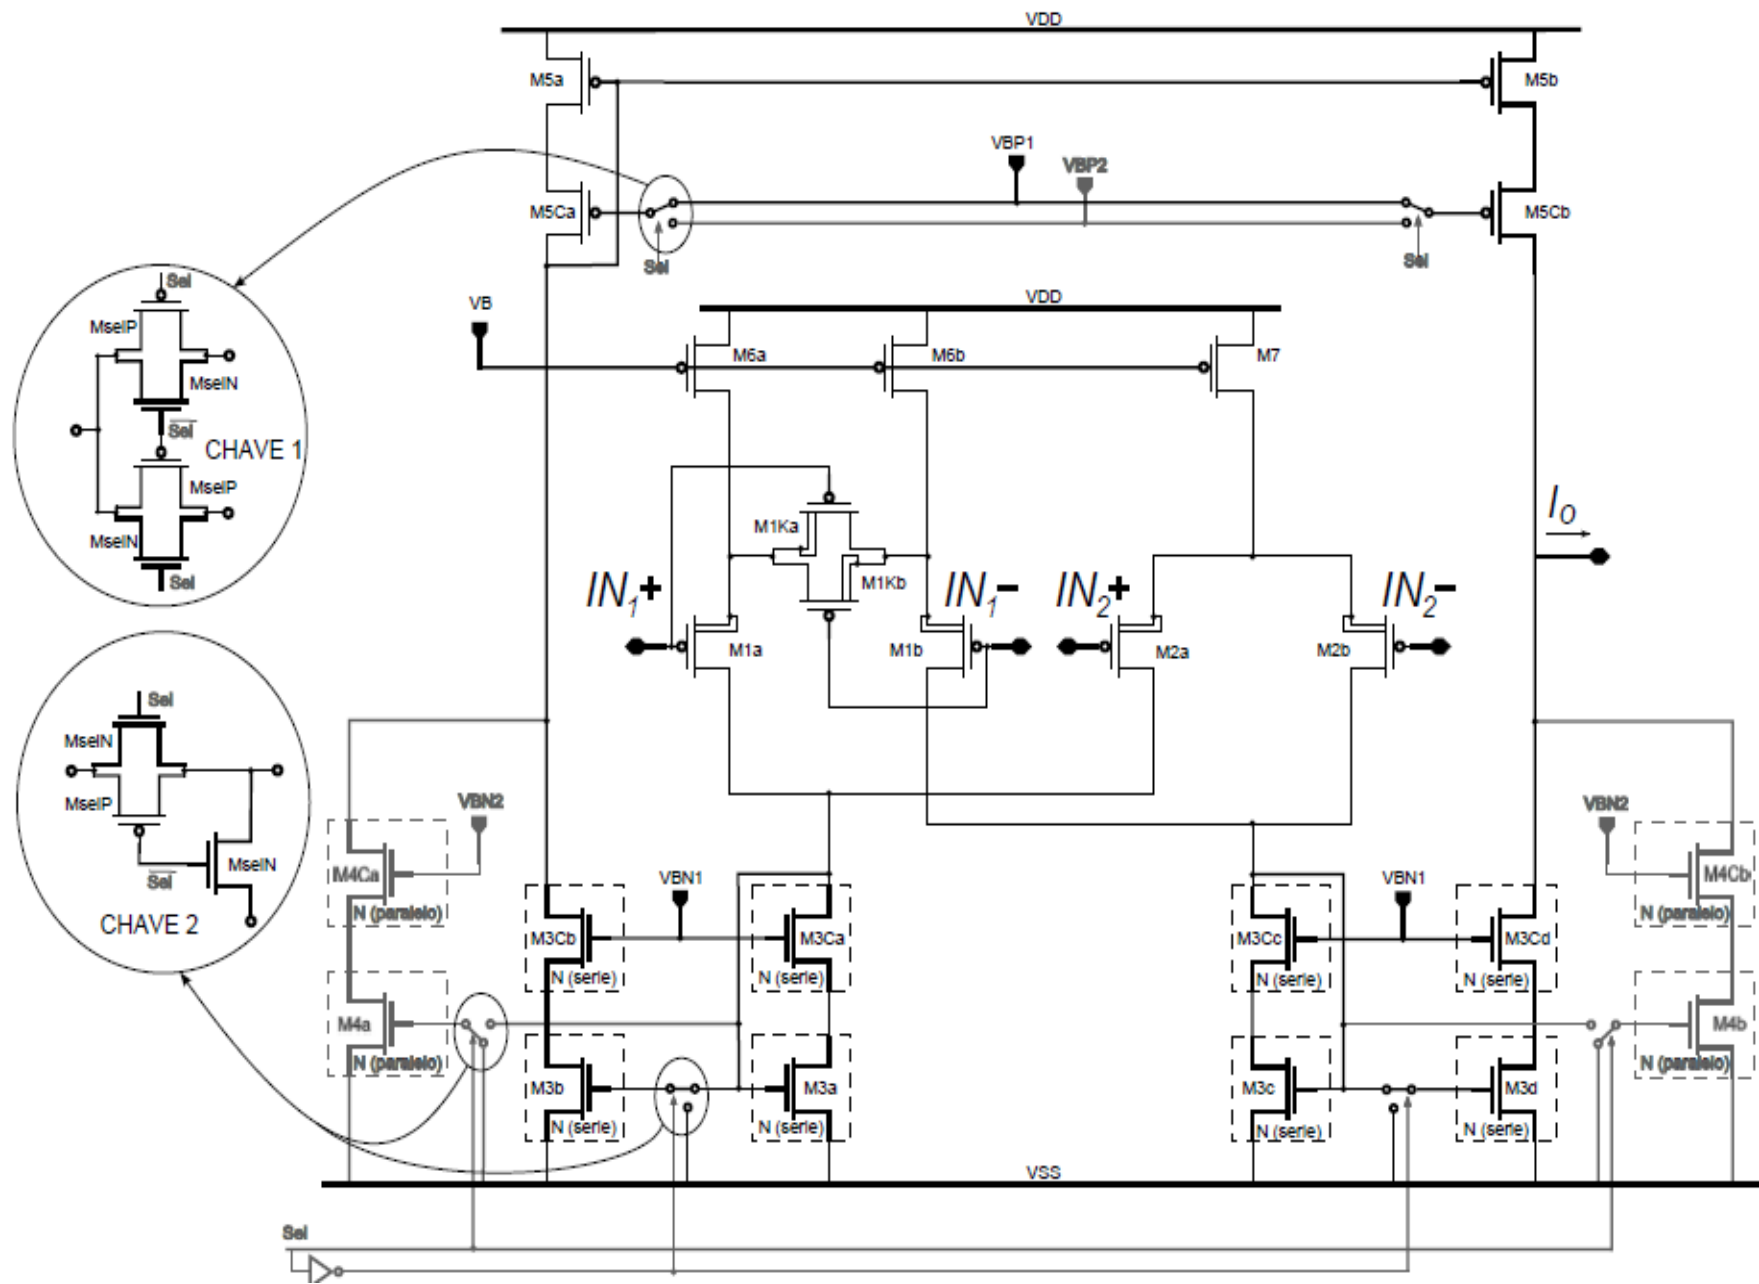 VDD
M5a
M5b
VBP1
VBP2
M5Ca
M5Cb
Sel
Sel
Sel
VDD
VB
MselP
M6a
M6b
M7
MselN
Sel
CHAVE 1
MselP
M1Ka
I_O
MselN
M1Kb
Sel
IN1+
IN1−
IN2+
IN2−
M1a
M1b
M2a
M2b
Sel
MselN
MselP
VBN2
VBN2
MselN
M4Ca
M4Cb
Sel
VBN1
VBN1
N (paralelo)
N (paralelo)
CHAVE 2
M3Cb
M3Ca
M3Cc
M3Cd
N (serie)
N (serie)
N (serie)
N (serie)
M4a
M4b
N (paralelo)
N (paralelo)
M3b
M3a
M3c
M3d
N (serie)
N (serie)
N (serie)
N (serie)
VSS
Sel